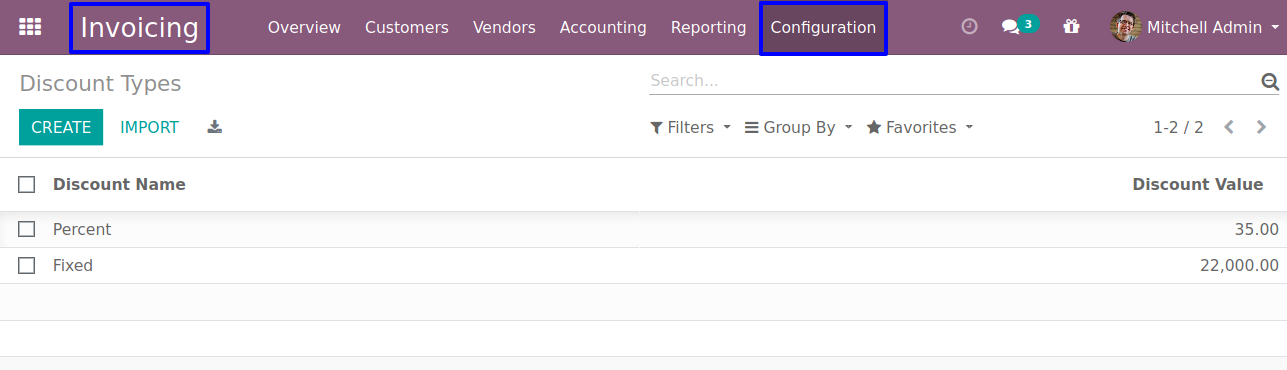 Invoicing Overview Customers Vendors Accounting Reporting Configuration 3 Mitchell Admin
Discount Types Search...
CREATE IMPORT Filters Group By Favorites 1-2 / 2
Discount Name Discount Value
Percent 35.00
Fixed 22,000.00